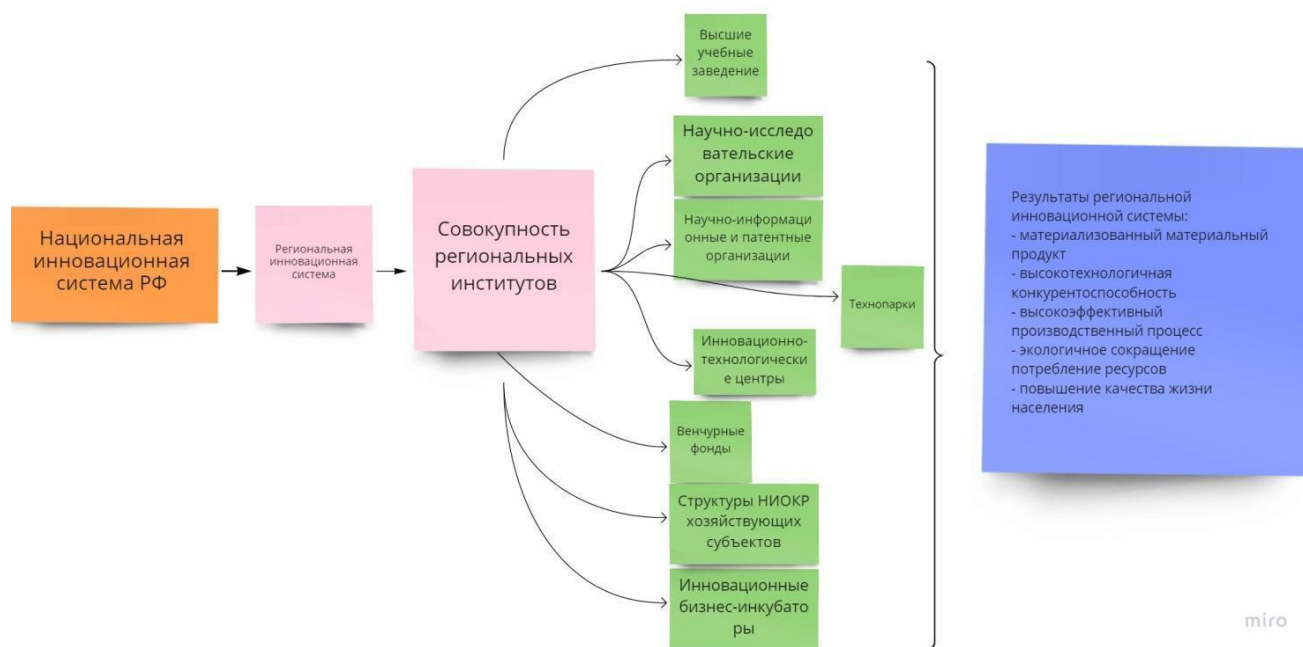 Национальная
инновационная
система РФ
Региональная
инновационная
система
Совокупность
региональных
институтов
Высшие
учебные
заведение
Научно-исследо
вательские
организации
Научно-информаци
онные и патентные
организации
Технопарки
Инновационно-
технологически
е центры
Венчурные
фонды
Структуры НИОКР
хозяйствующих
субъектов
Инновационные
бизнес-инкубато
ры
Результаты региональной
инновационной системы:
- материализованный материальный
продукт
- высокотехнологичная
конкурентоспособность
- высокоэффективный
производственный процесс
- экологичное сокращение
потребление ресурсов
- повышение качества жизни
населения
miro